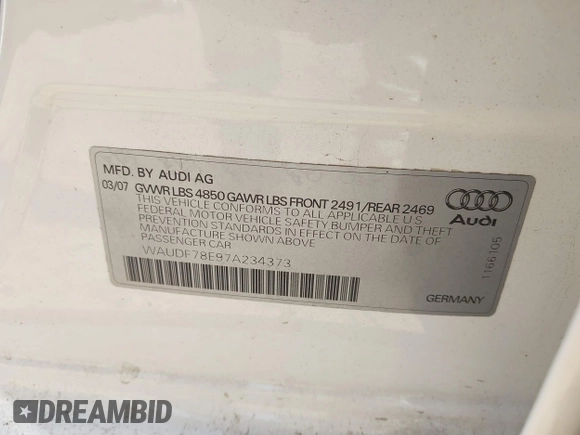 MFD. BY AUDI AG
03/07 GVWR LBS 4850 GAWR LBS FRONT 2491/REAR 2469
THIS VEHICLE CONFORMS TO ALL APPLICABLE U.S.
FEDERAL MOTOR VEHICLE SAFETY, BUMPER AND THEFT
PREVENTION STANDARDS IN EFFECT ON THE DATE OF
MANUFACTURE SHOWN ABOVE.
PASSENGER CAR
WAUDF78E97A234373
Audi
1166106
GERMANY
DREAMBID